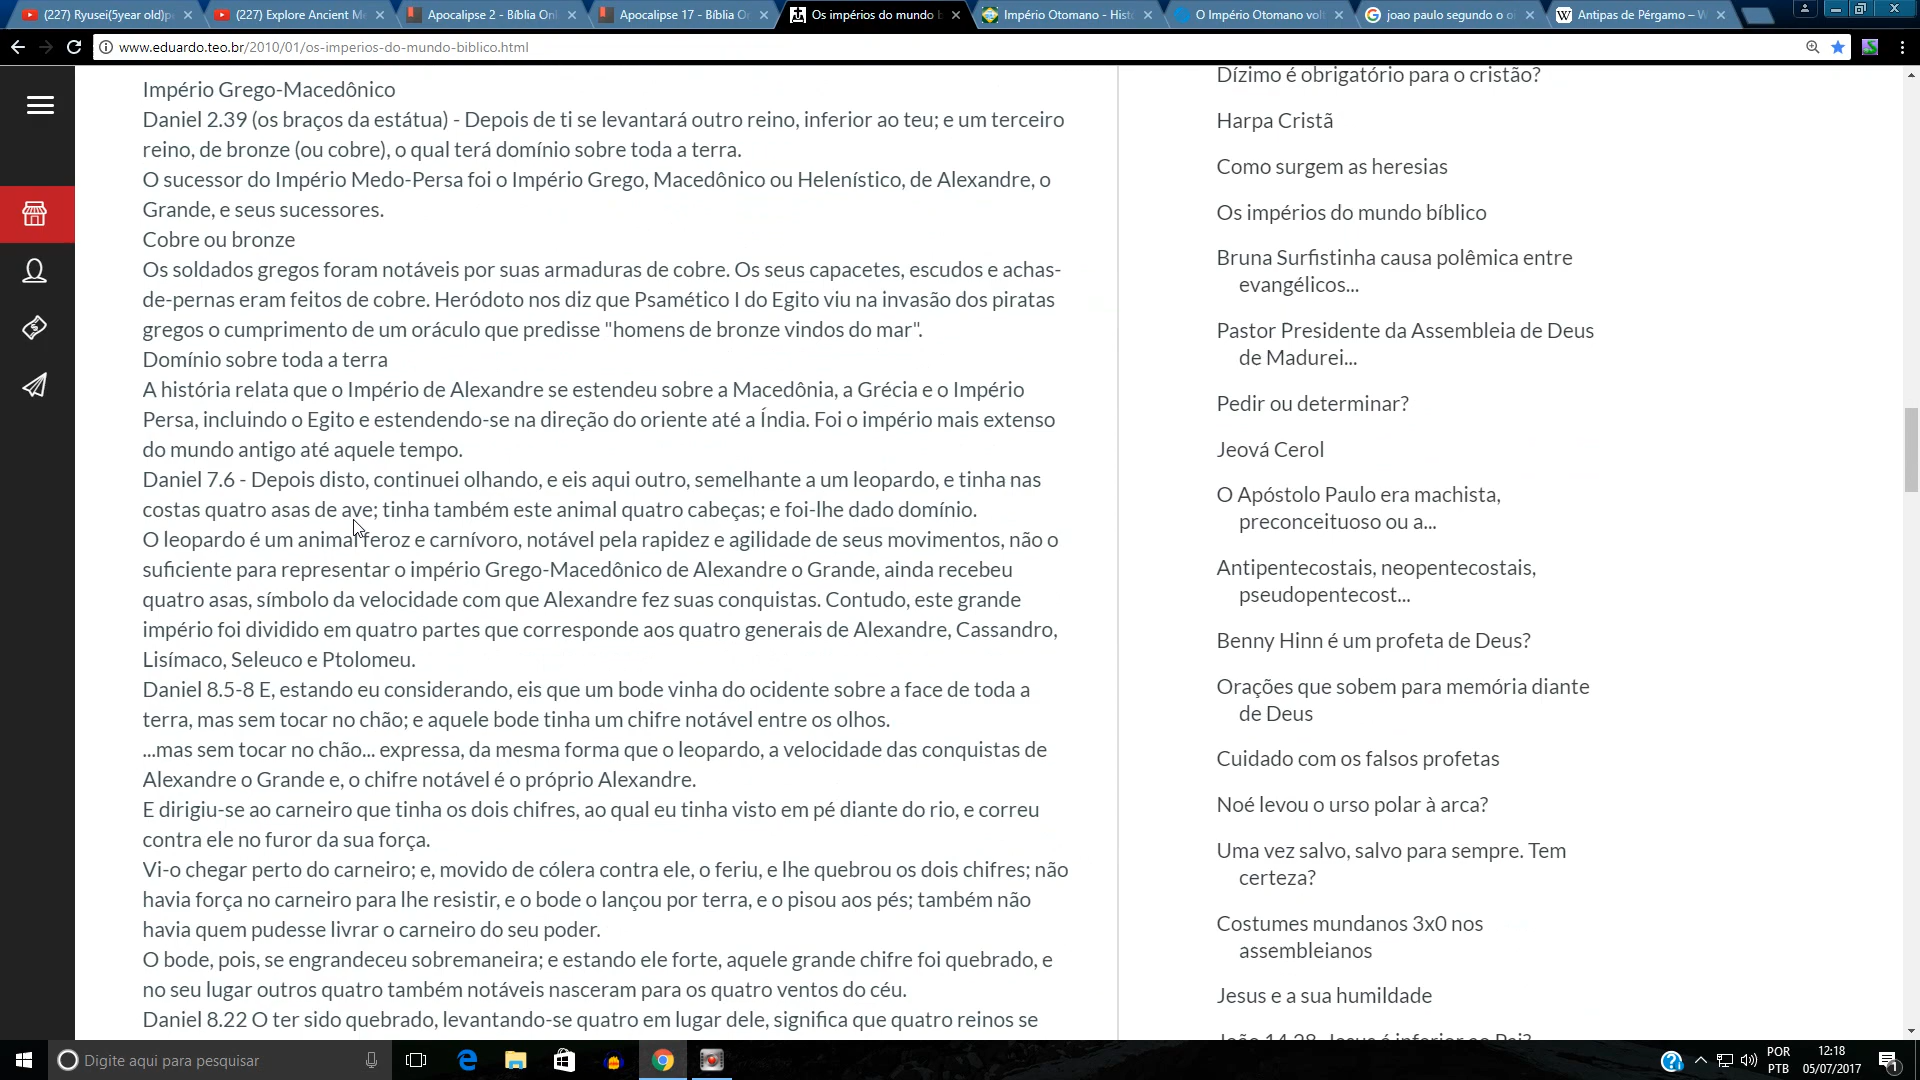 (227) Ryusei(5year old)p
(227) Explore Ancient Me
Apocalipse 2 - Bíblia Onl
Apocalipse 17 - Bíblia On
Os impérios do mundo b
Império Otomano - Hist
O Império Otomano vol
joao paulo segundo o o
Antipas de Pérgamo – W
www.eduardo.teo.br/2010/01/os-imperios-do-mundo-biblico.html
Império Grego-Macedônico
Daniel 2.39 (os braços da estátua) - Depois de ti se levantará outro reino, inferior ao teu; e um terceiro
reino, de bronze (ou cobre), o qual terá domínio sobre toda a terra.
O sucessor do Império Medo-Persa foi o Império Grego, Macedônico ou Helenístico, de Alexandre, o
Grande, e seus sucessores.
Cobre ou bronze
Os soldados gregos foram notáveis por suas armaduras de cobre. Os seus capacetes, escudos e achas-
de-pernas eram feitos de cobre. Heródoto nos diz que Psamético I do Egito viu na invasão dos piratas
gregos o cumprimento de um oráculo que predisse "homens de bronze vindos do mar".
Domínio sobre toda a terra
A história relata que o Império de Alexandre se estendeu sobre a Macedônia, a Grécia e o Império
Persa, incluindo o Egito e estendendo-se na direção do oriente até a Índia. Foi o império mais extenso
do mundo antigo até aquele tempo.
Daniel 7.6 - Depois disto, continuei olhando, e eis aqui outro, semelhante a um leopardo, e tinha nas
costas quatro asas de ave; tinha também este animal quatro cabeças; e foi-lhe dado domínio.
O leopardo é um animal feroz e carnívoro, notável pela rapidez e agilidade de seus movimentos, não o
suficiente para representar o império Grego-Macedônico de Alexandre o Grande, ainda recebeu
quatro asas, símbolo da velocidade com que Alexandre fez suas conquistas. Contudo, este grande
império foi dividido em quatro partes que corresponde aos quatro generais de Alexandre, Cassandro,
Lisímaco, Seleuco e Ptolomeu.
Daniel 8.5-8 E, estando eu considerando, eis que um bode vinha do ocidente sobre a face de toda a
terra, mas sem tocar no chão; e aquele bode tinha um chifre notável entre os olhos.
...mas sem tocar no chão... expressa, da mesma forma que o leopardo, a velocidade das conquistas de
Alexandre o Grande e, o chifre notável é o próprio Alexandre.
E dirigiu-se ao carneiro que tinha os dois chifres, ao qual eu tinha visto em pé diante do rio, e correu
contra ele no furor da sua força.
Vi-o chegar perto do carneiro; e, movido de cólera contra ele, o feriu, e lhe quebrou os dois chifres; não
havia força no carneiro para lhe resistir, e o bode o lançou por terra, e o pisou aos pés; também não
havia quem pudesse livrar o carneiro do seu poder.
O bode, pois, se engrandeceu sobremaneira; e estando ele forte, aquele grande chifre foi quebrado, e
no seu lugar outros quatro também notáveis nasceram para os quatro ventos do céu.
Daniel 8.22 O ter sido quebrado, levantando-se quatro em lugar dele, significa que quatro reinos se
Dízimo é obrigatório para o cristão?
Harpa Cristã
Como surgem as heresias
Os impérios do mundo bíblico
Bruna Surfistinha causa polêmica entre
evangélicos...
Pastor Presidente da Assembleia de Deus
de Madurei...
Pedir ou determinar?
Jeová Cerol
O Apóstolo Paulo era machista,
preconceituoso ou a...
Antipentecostais, neopentecostais,
pseudopentecost...
Benny Hinn é um profeta de Deus?
Orações que sobem para memória diante
de Deus
Cuidado com os falsos profetas
Noé levou o urso polar à arca?
Uma vez salvo, salvo para sempre. Tem
certeza?
Costumes mundanos 3x0 nos
assembleianos
Jesus e a sua humildade
João 14.28 Jesus é inferior ao Pai?
Digite aqui para pesquisar
POR
PTB
12:18
05/07/2017
1